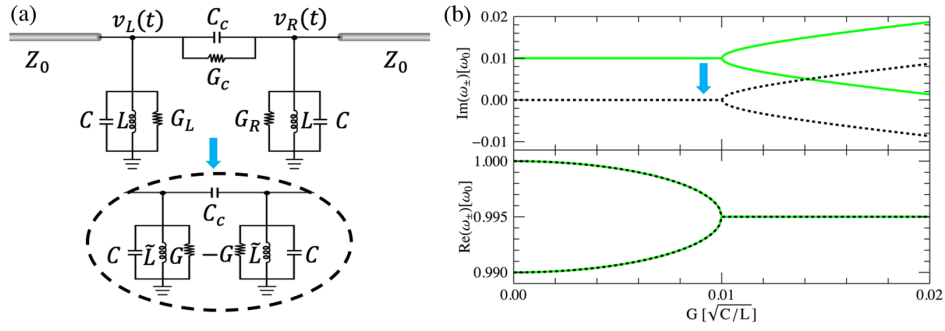 (a)
v_L(t) C_c v_R(t)
Z_0 G_c Z_0
C L G_L G_R L C
C_c
C L̃ G −G L̃ C
(b)
0.02
0.01
0.00
−0.01
Im(ω±)[ω0]
1.000
0.995
0.990
Re(ω±)[ω0]
0.00 0.01 0.02
G [√C/L]